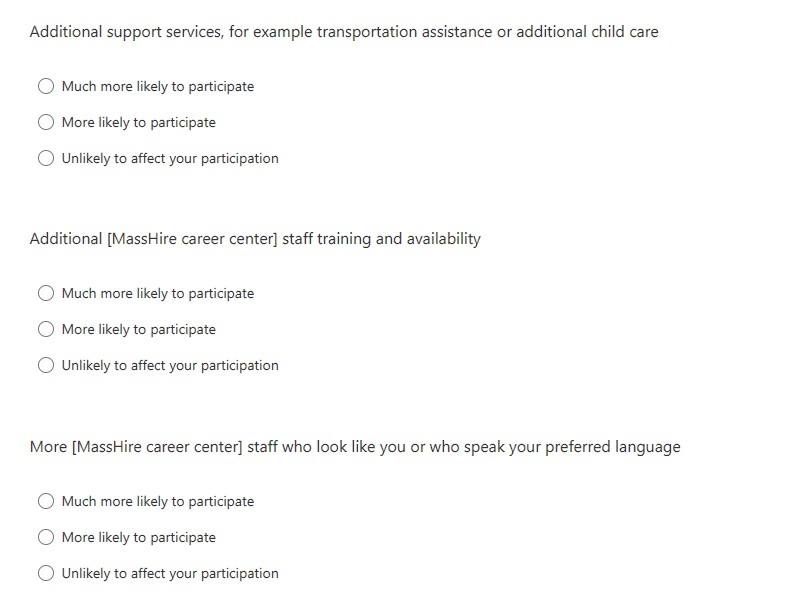 Additional support services, for example transportation assistance or additional child care
Much more likely to participate
More likely to participate
Unlikely to affect your participation
Additional [MassHire career center] staff training and availability
Much more likely to participate
More likely to participate
Unlikely to affect your participation
More [MassHire career center] staff who look like you or who speak your preferred language
Much more likely to participate
More likely to participate
Unlikely to affect your participation